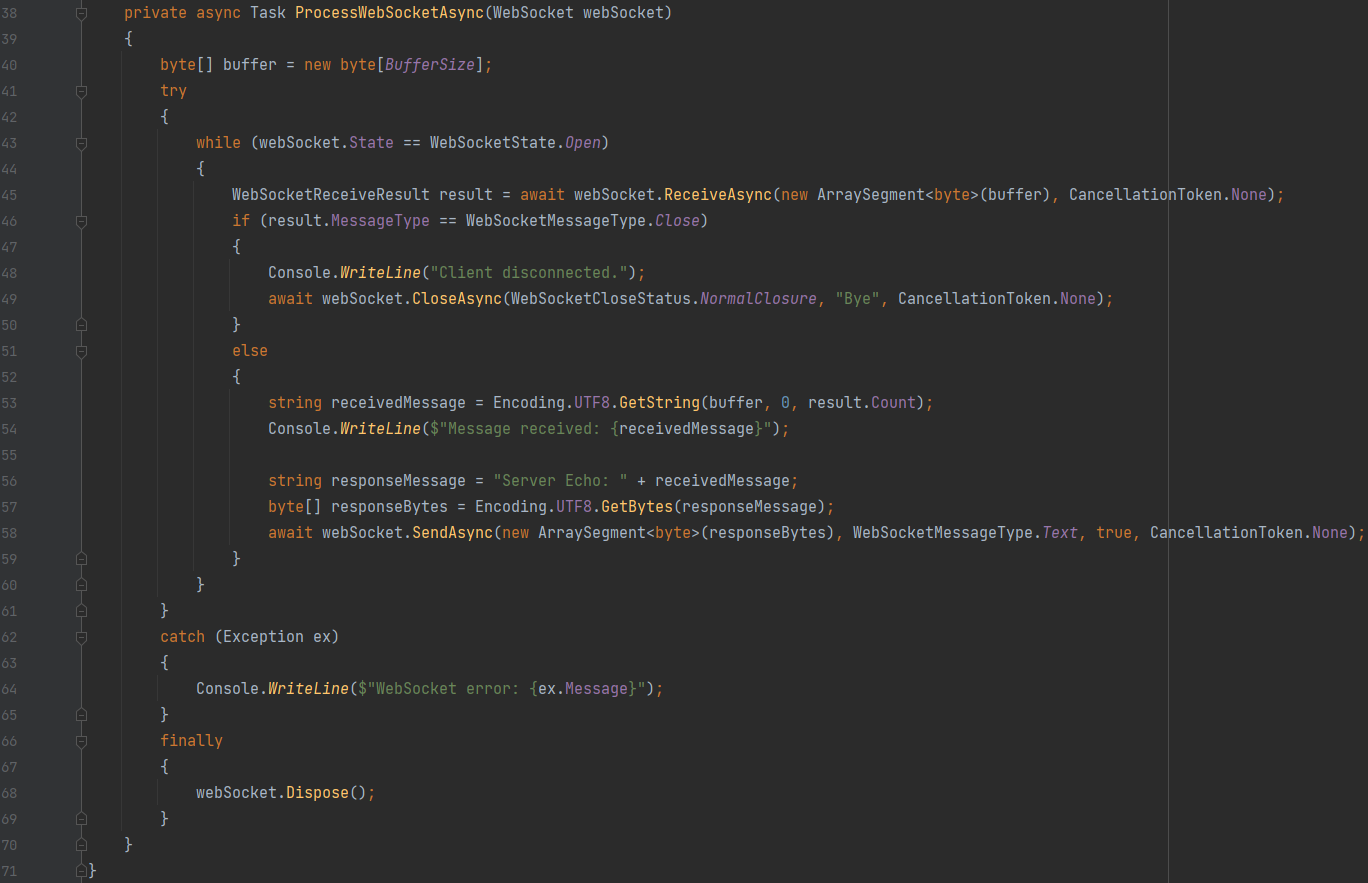 38 private async Task ProcessWebSocketAsync(WebSocket webSocket)
39 {
40 byte[] buffer = new byte[BufferSize];
41 try
42 {
43 while (webSocket.State == WebSocketState.Open)
44 {
45 WebSocketReceiveResult result = await webSocket.ReceiveAsync(new ArraySegment<byte>(buffer), CancellationToken.None);
46 if (result.MessageType == WebSocketMessageType.Close)
47 {
48 Console.WriteLine("Client disconnected.");
49 await webSocket.CloseAsync(WebSocketCloseStatus.NormalClosure, "Bye", CancellationToken.None);
50 }
51 else
52 {
53 string receivedMessage = Encoding.UTF8.GetString(buffer, 0, result.Count);
54 Console.WriteLine($"Message received: {receivedMessage}");
55
56 string responseMessage = "Server Echo: " + receivedMessage;
57 byte[] responseBytes = Encoding.UTF8.GetBytes(responseMessage);
58 await webSocket.SendAsync(new ArraySegment<byte>(responseBytes), WebSocketMessageType.Text, true, CancellationToken.None);
59 }
60 }
61 }
62 catch (Exception ex)
63 {
64 Console.WriteLine($"WebSocket error: {ex.Message}");
65 }
66 finally
67 {
68 webSocket.Dispose();
69 }
70 }
71 }